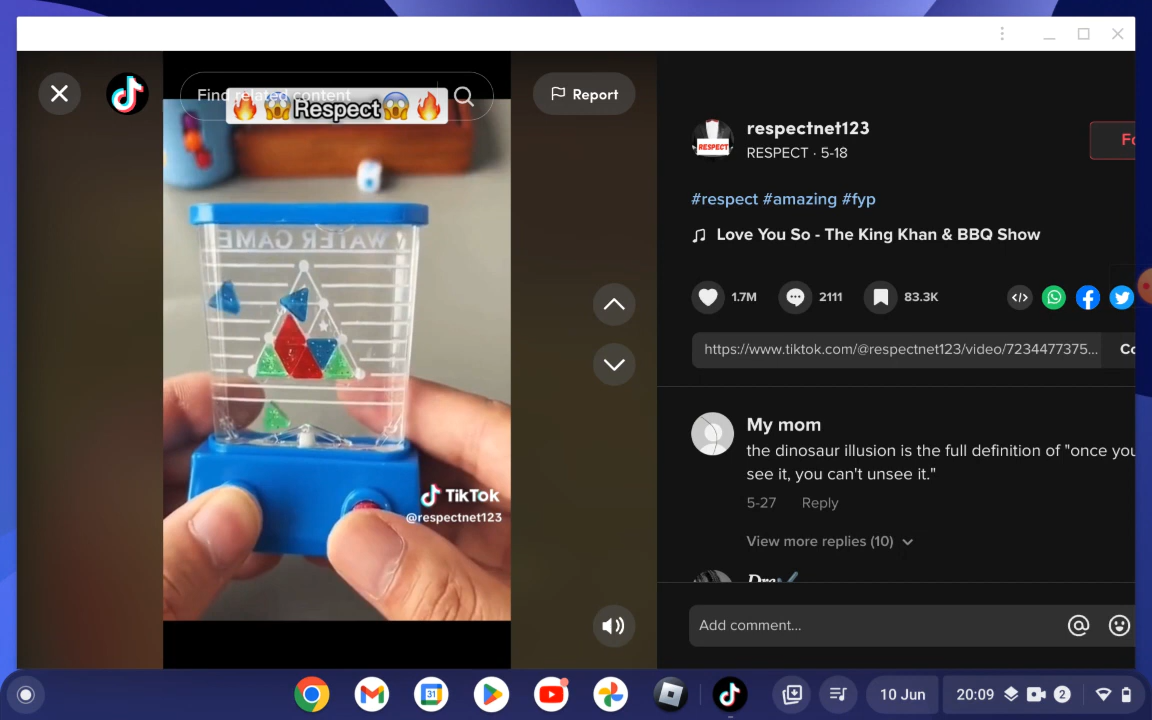 Find related content
Respect
Report
WATER GAME
TikTok
@respectnet123
respectnet123
RESPECT
RESPECT · 5-18
#respect #amazing #fyp
Love You So - The King Khan & BBQ Show
1.7M
2111
83.3K
https://www.tiktok.com/@respectnet123/video/7234477375...
My mom
the dinosaur illusion is the full definition of "once you
see it, you can't unsee it."
5-27 Reply
View more replies (10)
Add comment...
31
10 Jun
20:09
2